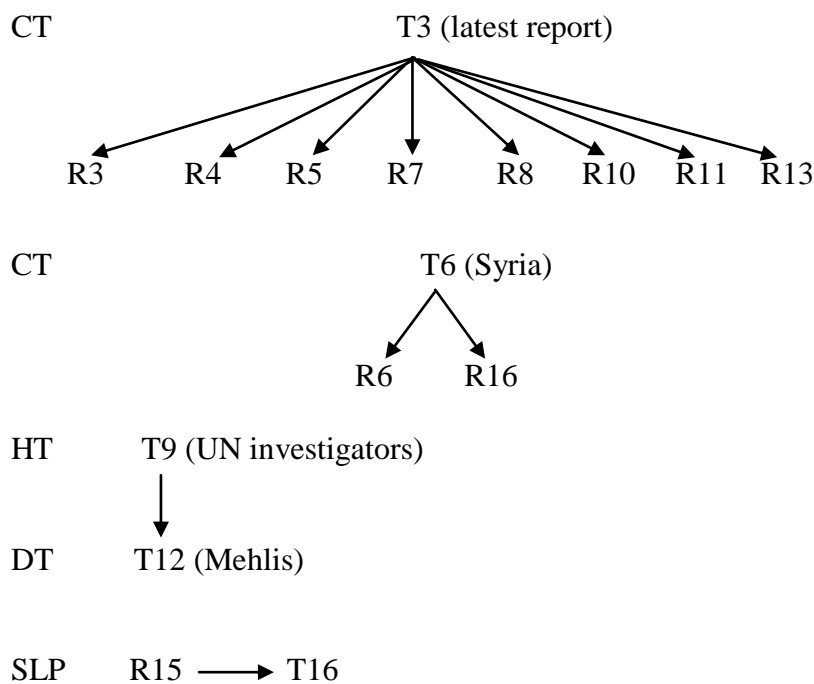 CT T3 (latest report)
R3 R4 R5 R7 R8 R10 R11 R13
CT T6 (Syria)
R6 R16
HT T9 (UN investigators)
DT T12 (Mehlis)
SLP R15 T16